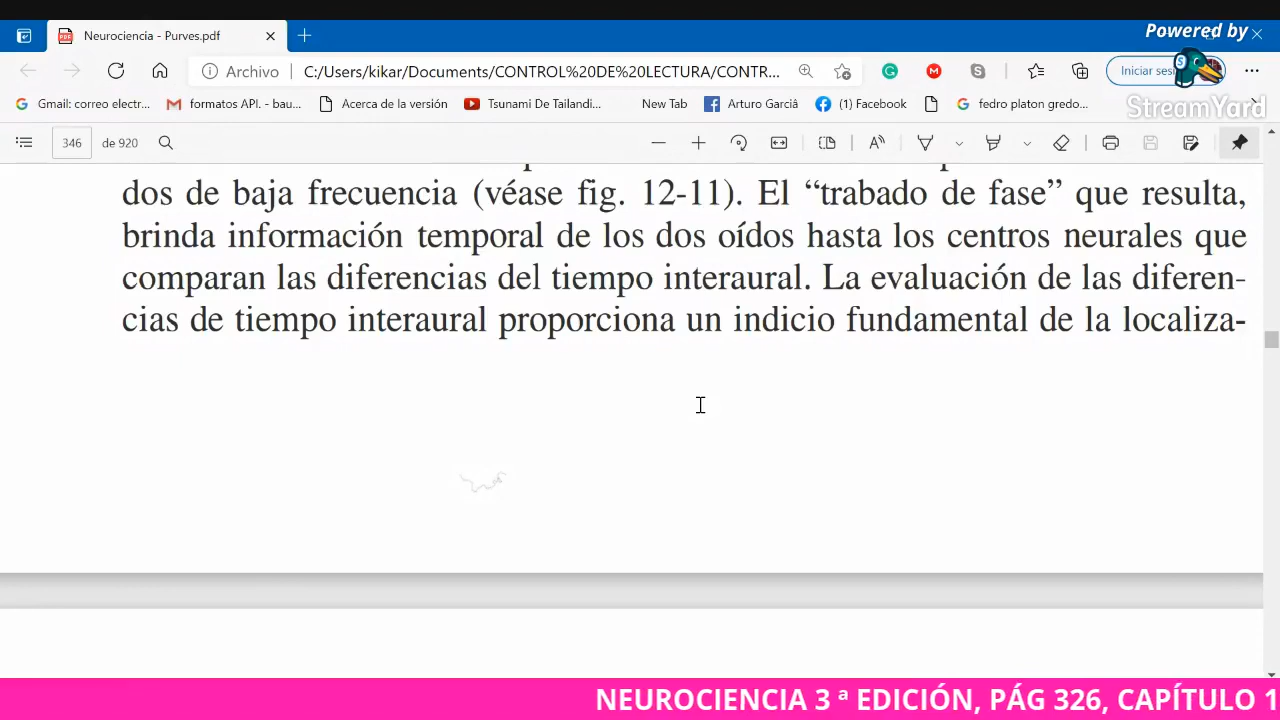 Powered by
Neurociencia - Purves.pdf
Archivo
C:/Users/kikar/Documents/CONTROL%20DE%20LECTURA/CONTR...
Iniciar sesi
StreamYard
Gmail: correo electr...
formatos API. - bau...
Acerca de la versión
Tsunami De Tailandi...
New Tab
Arturo Garciâ
(1) Facebook
fedro platon gredo...
346
de 920
dos de baja frecuencia (véase fig. 12-11). El “trabado de fase” que resulta,
brinda información temporal de los dos oídos hasta los centros neurales que
comparan las diferencias del tiempo interaural. La evaluación de las diferen-
cias de tiempo interaural proporciona un indicio fundamental de la localiza-
NEUROCIENCIA 3 ª EDICIÓN, PÁG 326, CAPÍTULO 1